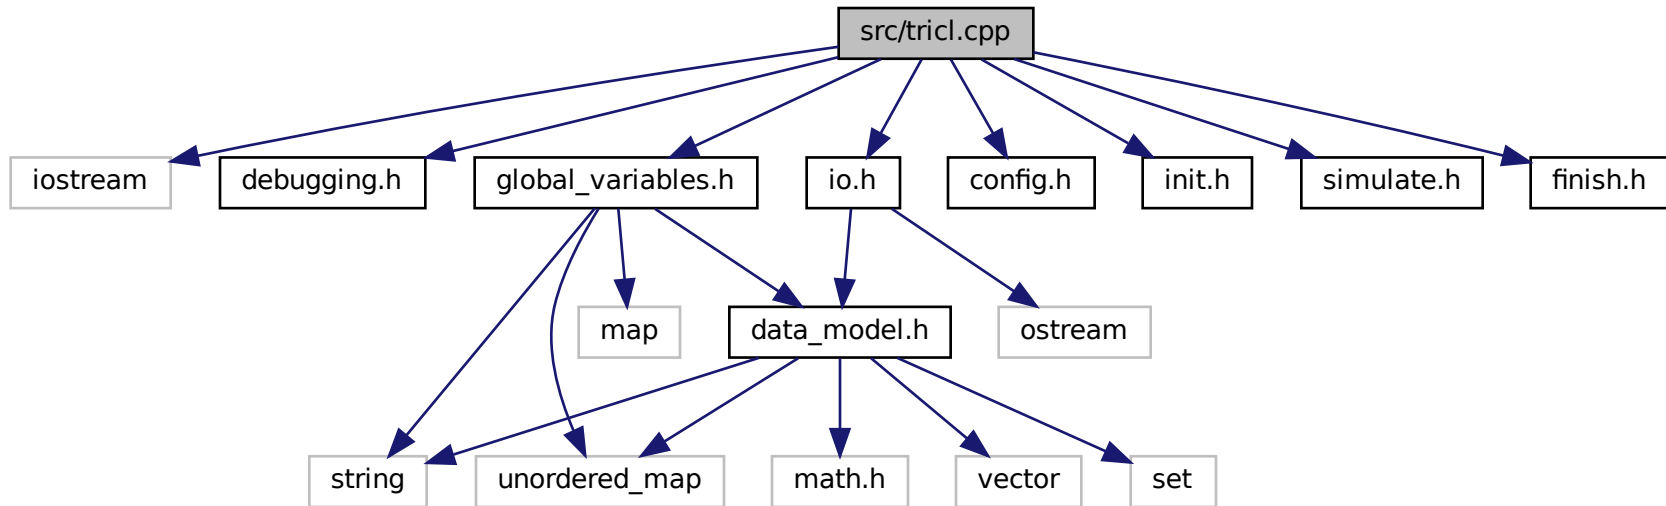 src/tricl.cpp
iostream
debugging.h
global_variables.h
io.h
config.h
init.h
simulate.h
finish.h
map
data_model.h
ostream
string
unordered_map
math.h
vector
set